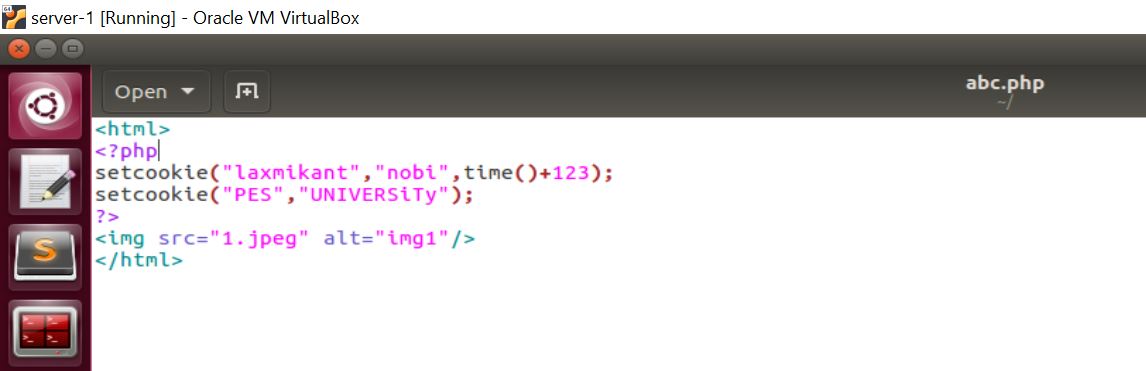 server-1 [Running] - Oracle VM VirtualBox
Open
abc.php
~/
<html>
<?php
setcookie("laxmikant","nobi",time()+123);
setcookie("PES","UNIVERSiTy");
?>
<img src="1.jpeg" alt="img1"/>
</html>